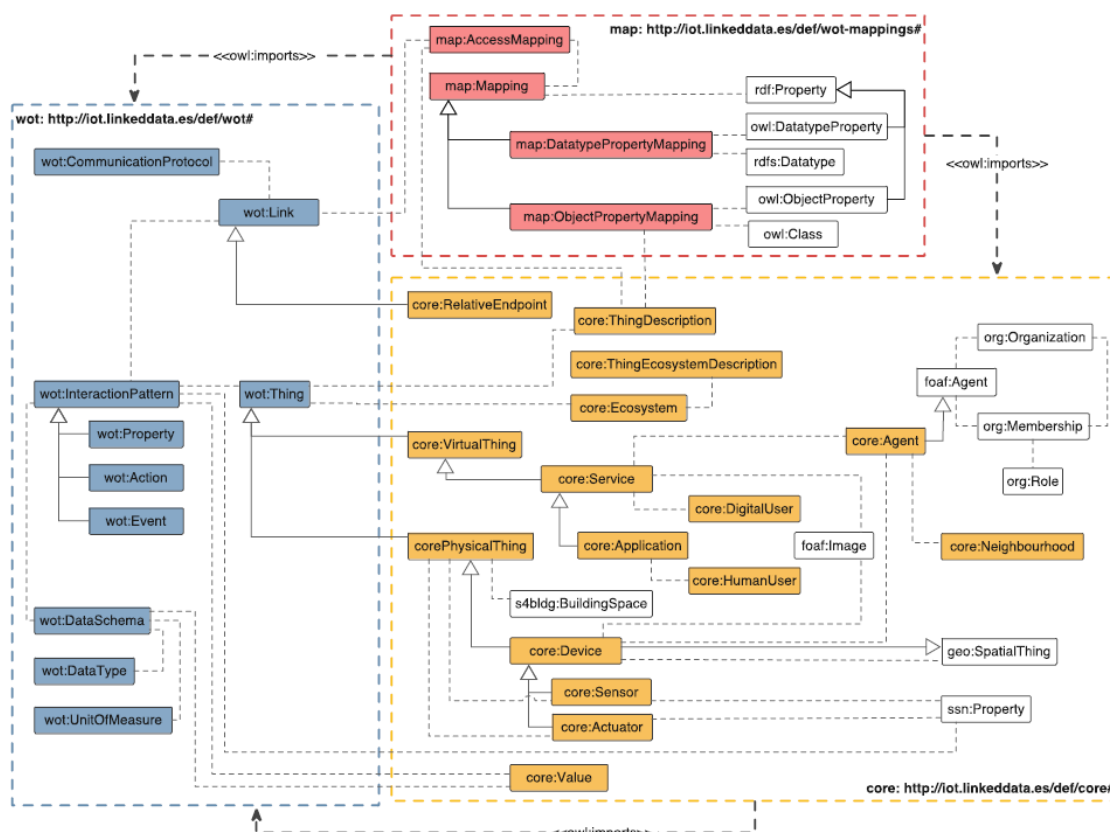 map: http://iot.linkeddata.es/def/wot-mappings#
map:AccessMapping
<<owl:imports>>
map:Mapping
rdf:Property
wot: http://iot.linkeddata.es/def/wot#
owl:DatatypeProperty
map:DatatypePropertyMapping
rdfs:Datatype
<<owl:imports>>
wot:CommunicationProtocol
owl:ObjectProperty
wot:Link
map:ObjectPropertyMapping
owl:Class
core:RelativeEndpoint
core:ThingDescription
org:Organization
core:ThingEcosystemDescription
foaf:Agent
wot:InteractionPattern
wot:Thing
core:Ecosystem
org:Membership
wot:Property
core:VirtualThing
core:Agent
wot:Action
core:Service
org:Role
core:DigitalUser
wot:Event
corePhysicalThing
core:Application
foaf:Image
core:Neighbourhood
core:HumanUser
s4bldg:BuildingSpace
wot:DataSchema
core:Device
geo:SpatialThing
wot:DataType
core:Sensor
ssn:Property
wot:UnitOfMeasure
core:Actuator
core:Value
core: http://iot.linkeddata.es/def/core#
<<owl:imports>>